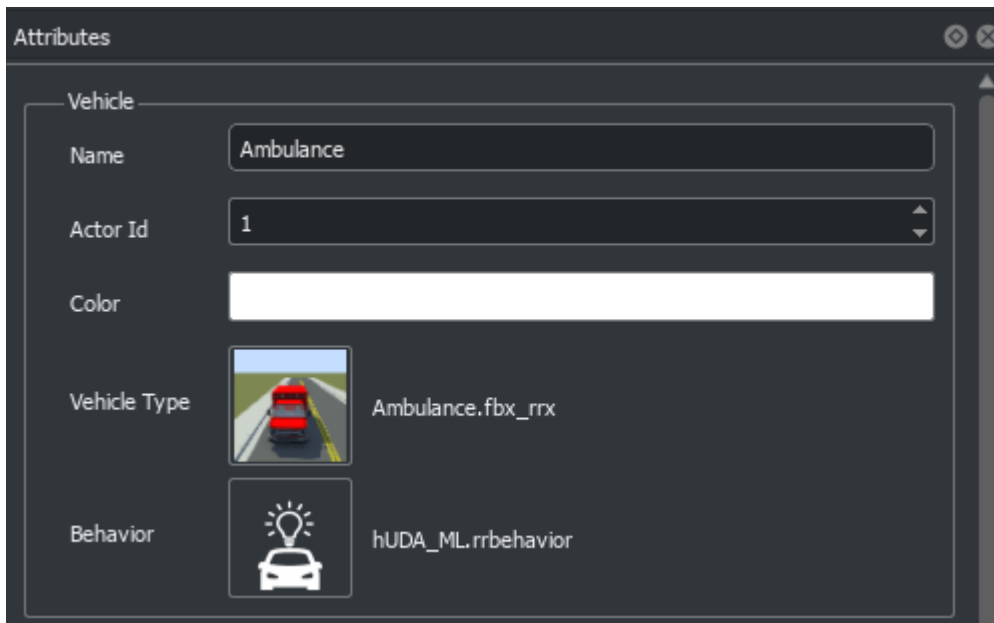 Attributes
Vehicle
Name Ambulance
Actor Id 1
Color
Vehicle Type Ambulance.fbx_rrx
Behavior hUDA_ML.rrbehavior